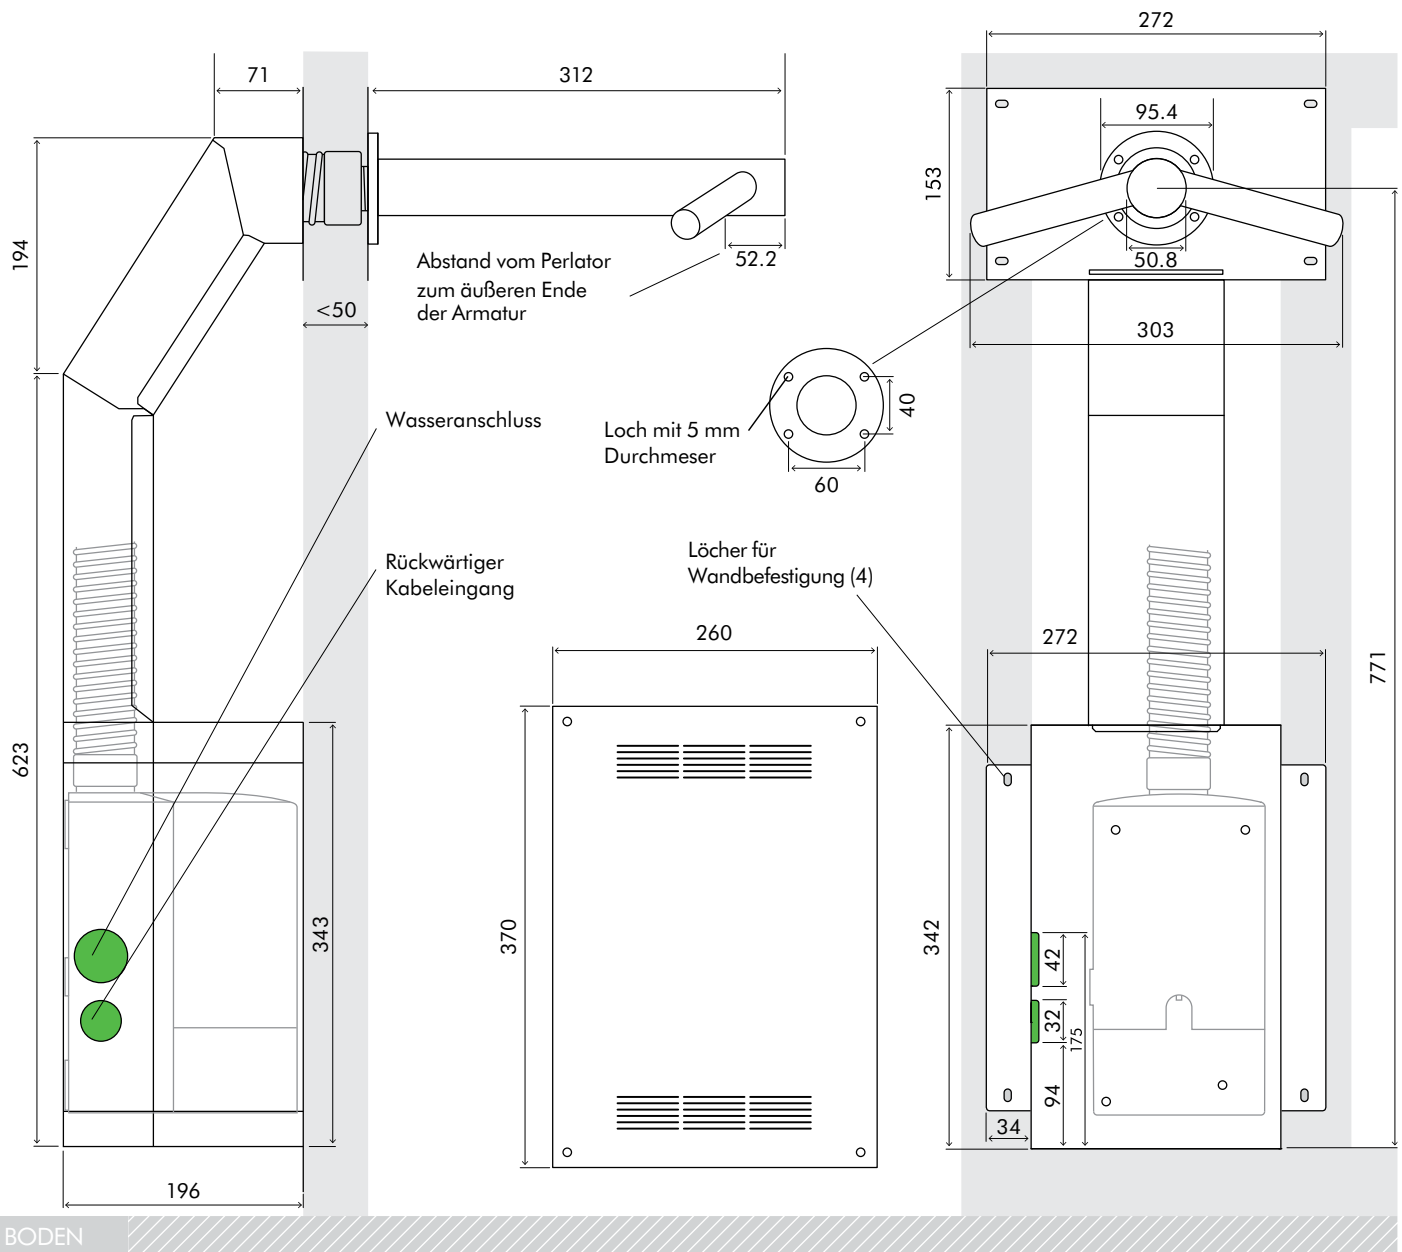 272
71
312
95.4
153
194
Abstand vom Perlator
zum äußeren Ende
der Armatur
52.2
50.8
<50
303
Wasseranschluss
Loch mit 5 mm
Durchmeser
40
60
Rückwärtiger
Kabeleingang
Löcher für
Wandbefestigung (4)
260
272
771
623
343
370
342
42
32
175
94
34
196
BODEN